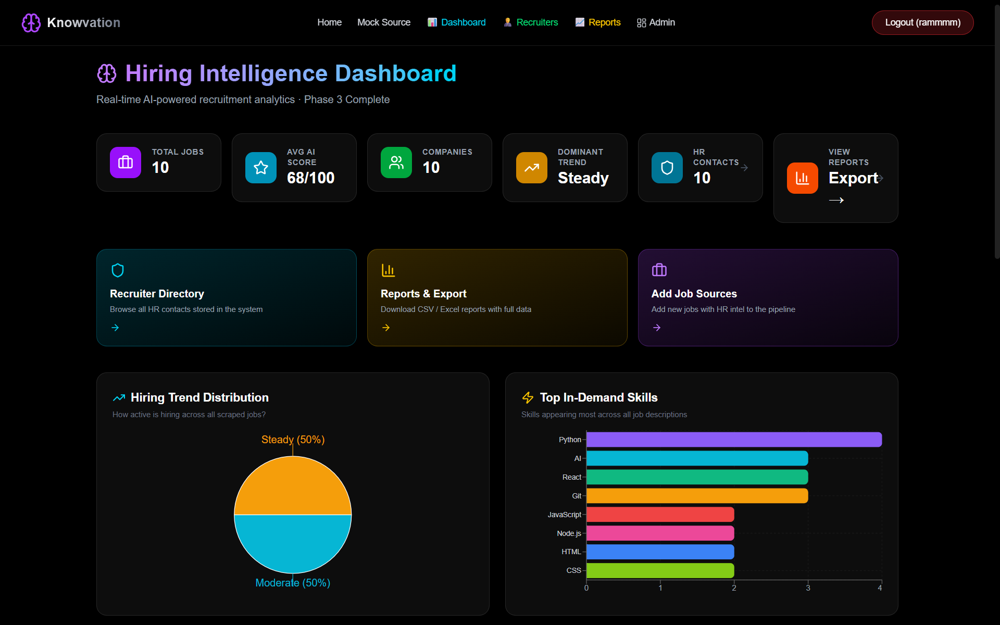 Knowvation
Home
Mock Source
Dashboard
Recruiters
Reports
Admin
Logout (rammmm)
Hiring Intelligence Dashboard
Real-time AI-powered recruitment analytics · Phase 3 Complete
TOTAL JOBS
10
AVG AI
SCORE
68/100
COMPANIES
10
DOMINANT
TREND
Steady
HR
CONTACTS
10
VIEW
REPORTS
Export
→
Recruiter Directory
Browse all HR contacts stored in the system
Reports & Export
Download CSV / Excel reports with full data
Add Job Sources
Add new jobs with HR intel to the pipeline
Hiring Trend Distribution
How active is hiring across all scraped jobs?
Steady (50%)
Moderate (50%)
Top In-Demand Skills
Skills appearing most across all job descriptions
Python
AI
React
Git
JavaScript
Node.js
HTML
CSS
0 1 2 3 4